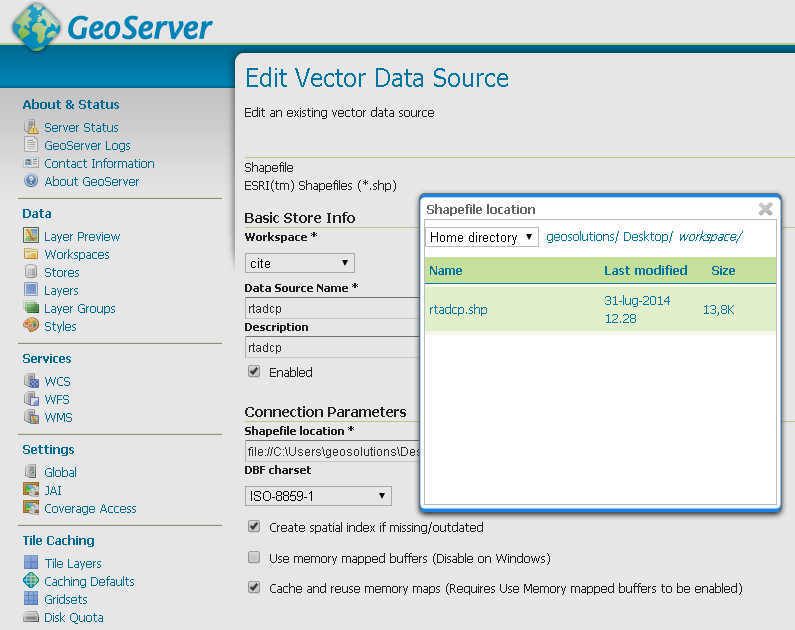 GeoServer
About & Status
Server Status
GeoServer Logs
Contact Information
About GeoServer
Data
Layer Preview
Workspaces
Stores
Layers
Layer Groups
Styles
Services
WCS
WFS
WMS
Settings
Global
JAI
Coverage Access
Tile Caching
Tile Layers
Caching Defaults
Gridsets
Disk Quota
Edit Vector Data Source
Edit an existing vector data source
Shapefile
ESRI(tm) Shapefiles (*.shp)
Basic Store Info
Workspace *
cite
Data Source Name *
rtadcp
Description
rtadcp
Enabled
Connection Parameters
Shapefile location *
file://C:\Users\geosolutions\Des
DBF charset
ISO-8859-1
Create spatial index if missing/outdated
Use memory mapped buffers (Disable on Windows)
Cache and reuse memory maps (Requires Use Memory mapped buffers to be enabled)
Shapefile location
Home directory geosolutions/ Desktop/ workspace/
Name Last modified Size
rtadcp.shp 31-lug-2014 13,8K
12.28